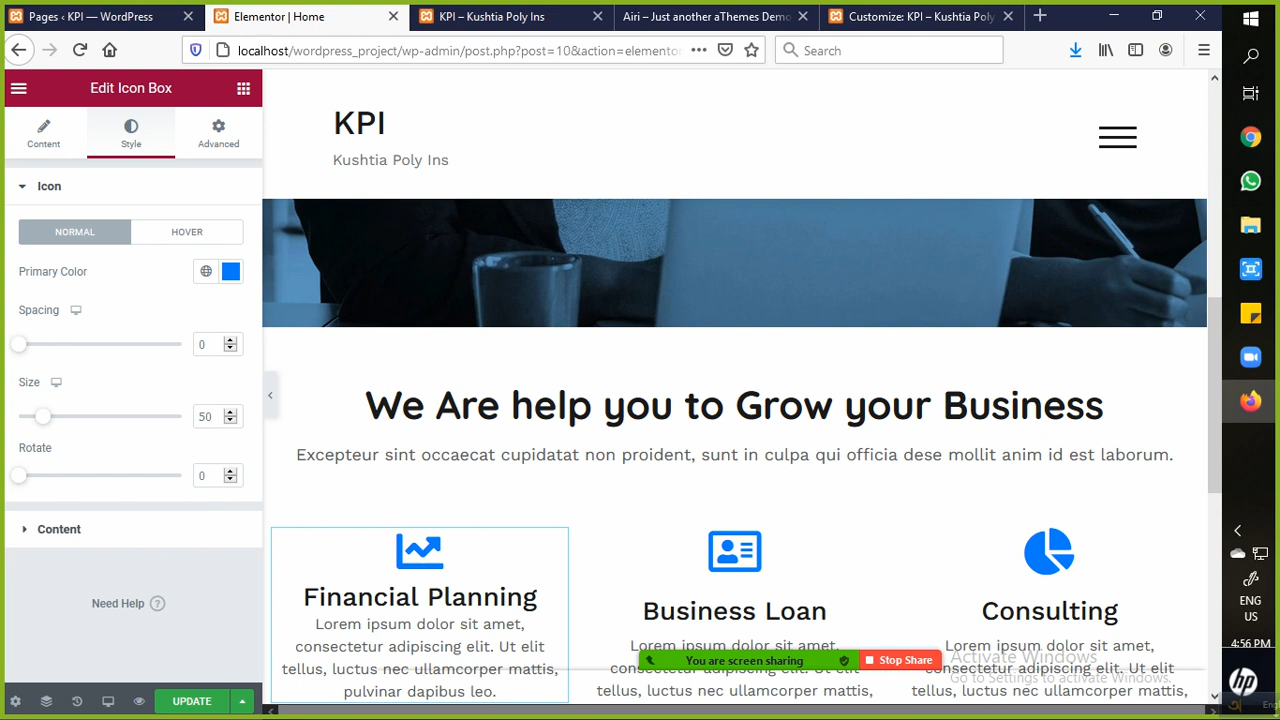 Pages ‹ KPI — WordPress
Elementor | Home
KPI – Kushtia Poly Ins
Airi – Just another aThemes Demo
Customize: KPI – Kushtia Poly
localhost/wordpress_project/wp-admin/post.php?post=10&action=elementor
Search
Edit Icon Box
Content
Style
Advanced
Icon
NORMAL
HOVER
Primary Color
Spacing
0
Size
50
Rotate
0
Content
Need Help
UPDATE
KPI
Kushtia Poly Ins
We Are help you to Grow your Business
Excepteur sint occaecat cupidatat non proident, sunt in culpa qui officia dese mollit anim id est laborum.
Financial Planning
Lorem ipsum dolor sit amet,
consectetur adipiscing elit. Ut elit
tellus, luctus nec ullamcorper mattis,
pulvinar dapibus leo.
Business Loan
Lorem ipsum dolor sit amet,
tellus, luctus nec ullamcorper mattis,
Consulting
Lorem ipsum dolor sit amet,
consectetur adipiscing elit. Ut elit
tellus, luctus nec ullamcorper mattis,
You are screen sharing
Stop Share
Activate Windows
Go to Settings to activate Windows.
ENG
US
4:56 PM
hp